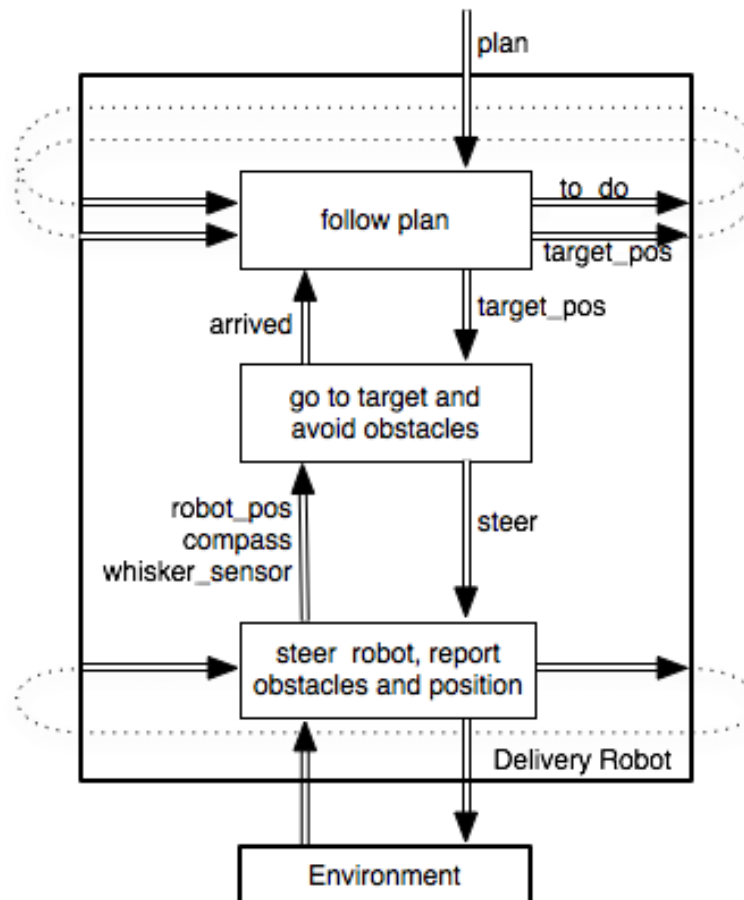 plan
to_do
follow plan
target_pos
target_pos
arrived
go to target and
avoid obstacles
robot_pos
compass
whisker_sensor
steer
steer robot, report
obstacles and position
Delivery Robot
Environment